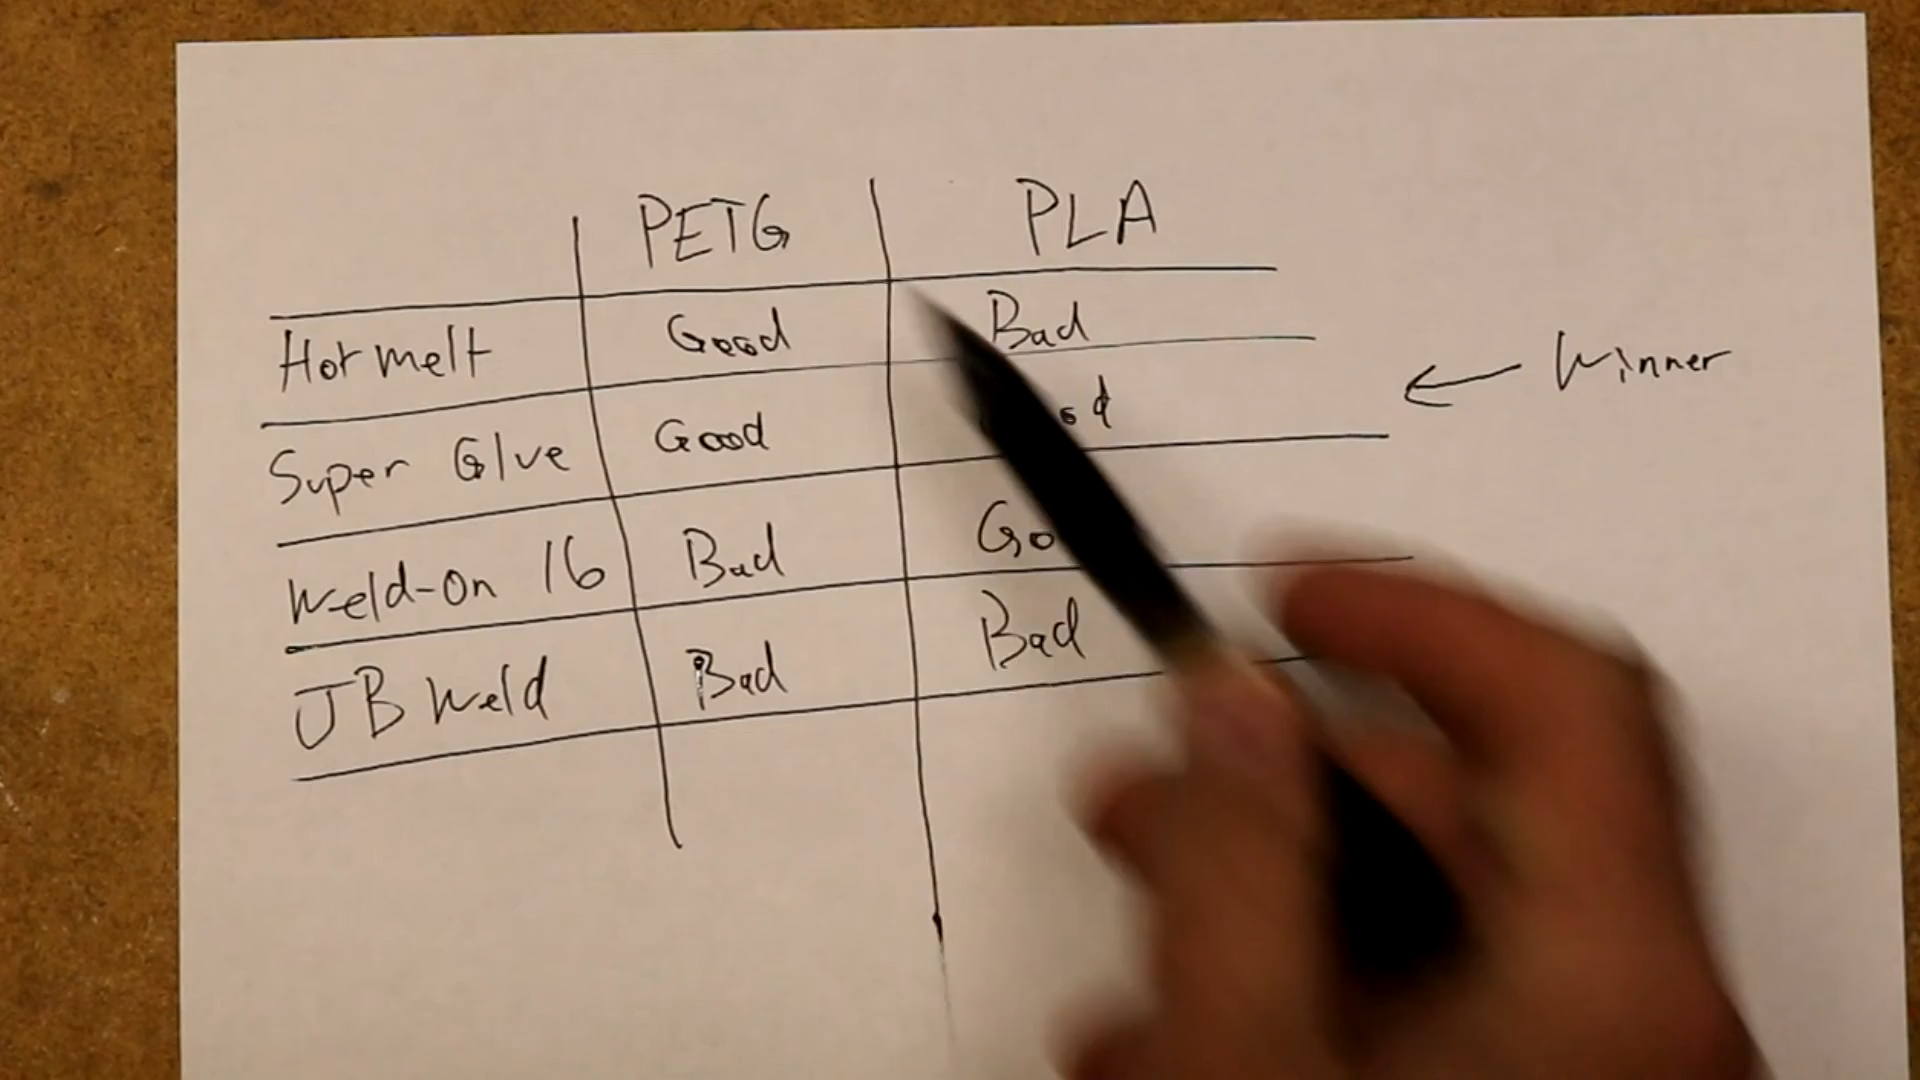 PETG PLA
Hot melt Good Bad
Super Glue Good
Weld-On 16 Bad
JB Weld Bad Bad
← Winner